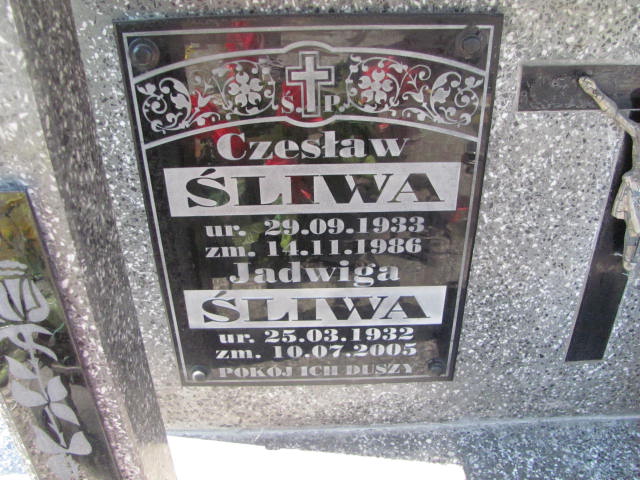 Ś. P.
Czesław
ŚLIWA
ur. 29.09.1933
zm. 14.11.1986
Jadwiga
ŚLIWA
ur. 25.03.1932
zm. 10.07.2005
POKÓJ ICH DUSZY